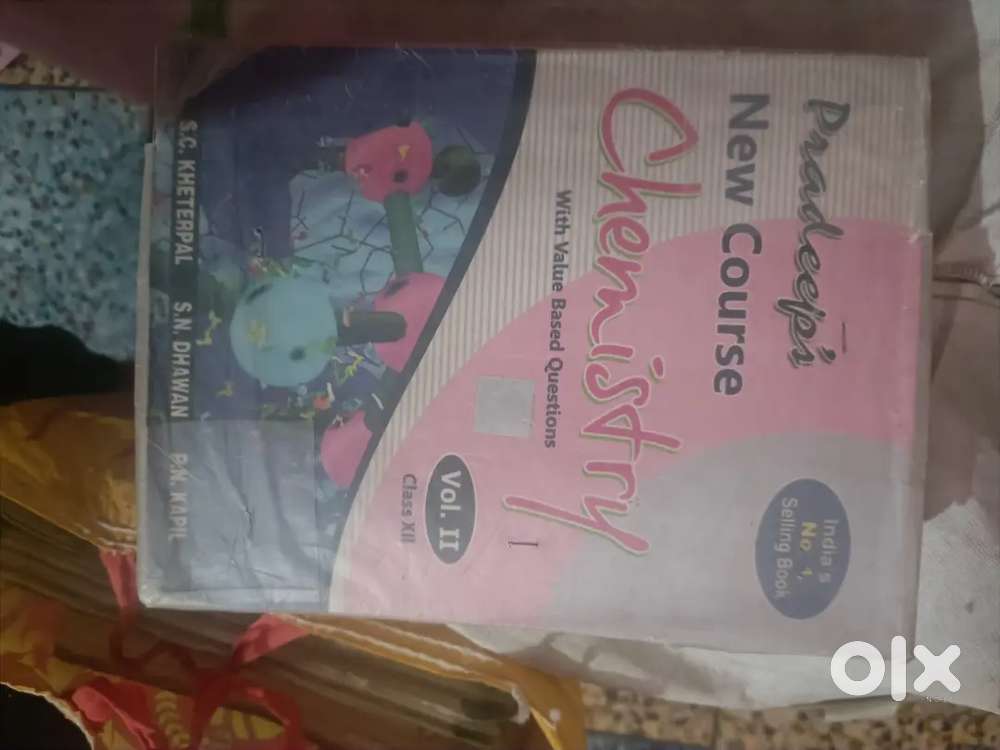 Pradeep's
New Course
Chemistry
With Value Based Questions
India's
No 1,
Selling Book
Vol. II
Class XII
S.C. KHETERPAL S.N. DHAWAN P.N. KAPIL
olx